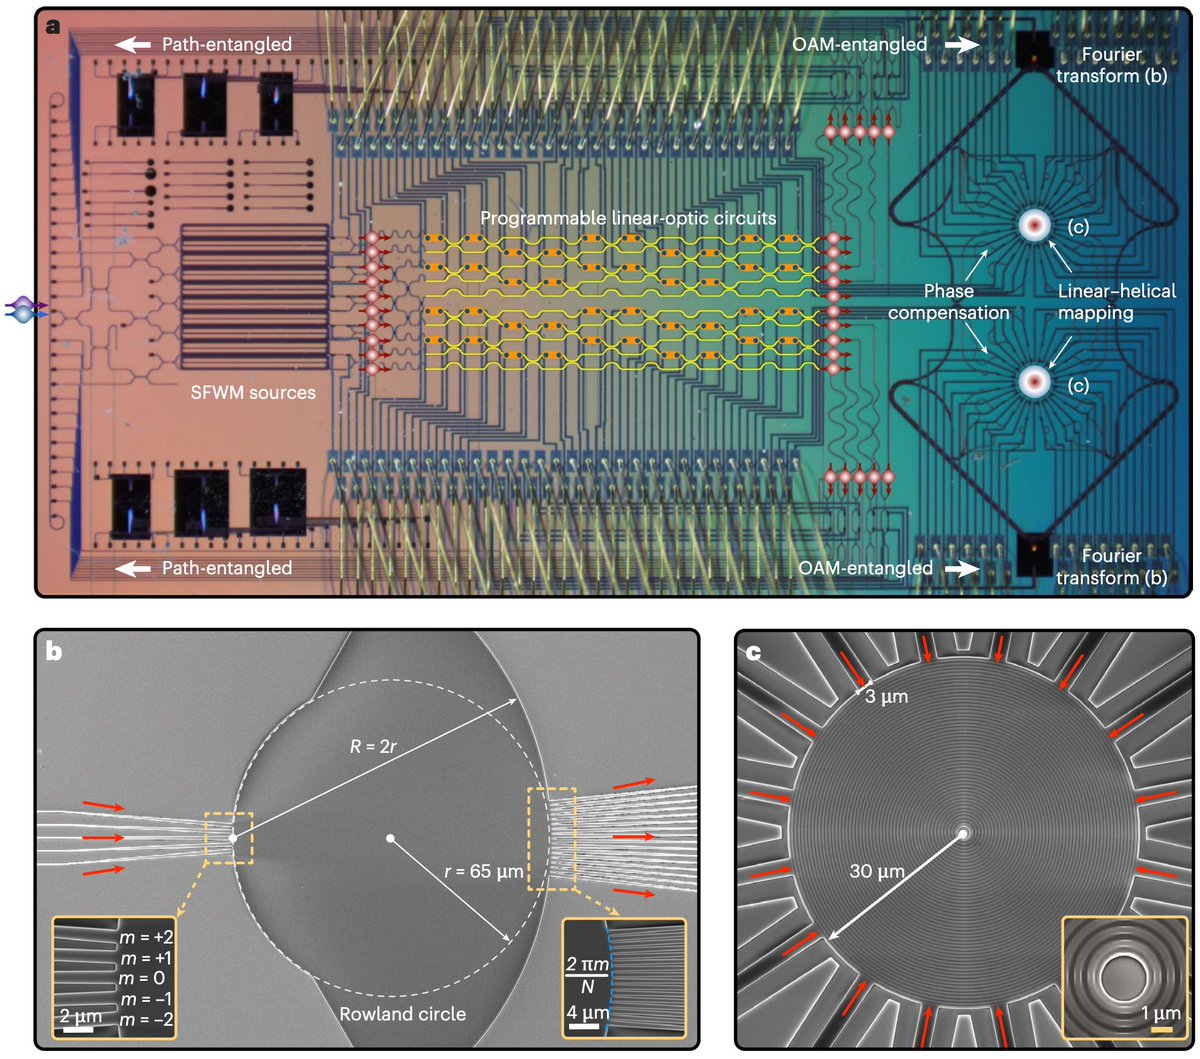 a
Path-entangled
OAM-entangled
Fourier
transform (b)
Programmable linear-optic circuits
(c)
Phase
compensation
Linear–helical
mapping
SFWM sources
(c)
Path-entangled
OAM-entangled
Fourier
transform (b)
b
R = 2r
r = 65 μm
m = +2
m = +1
m = 0
m = −1
m = −2
2 μm
2 πm
N
4 μm
Rowland circle
c
3 μm
30 μm
1 μm